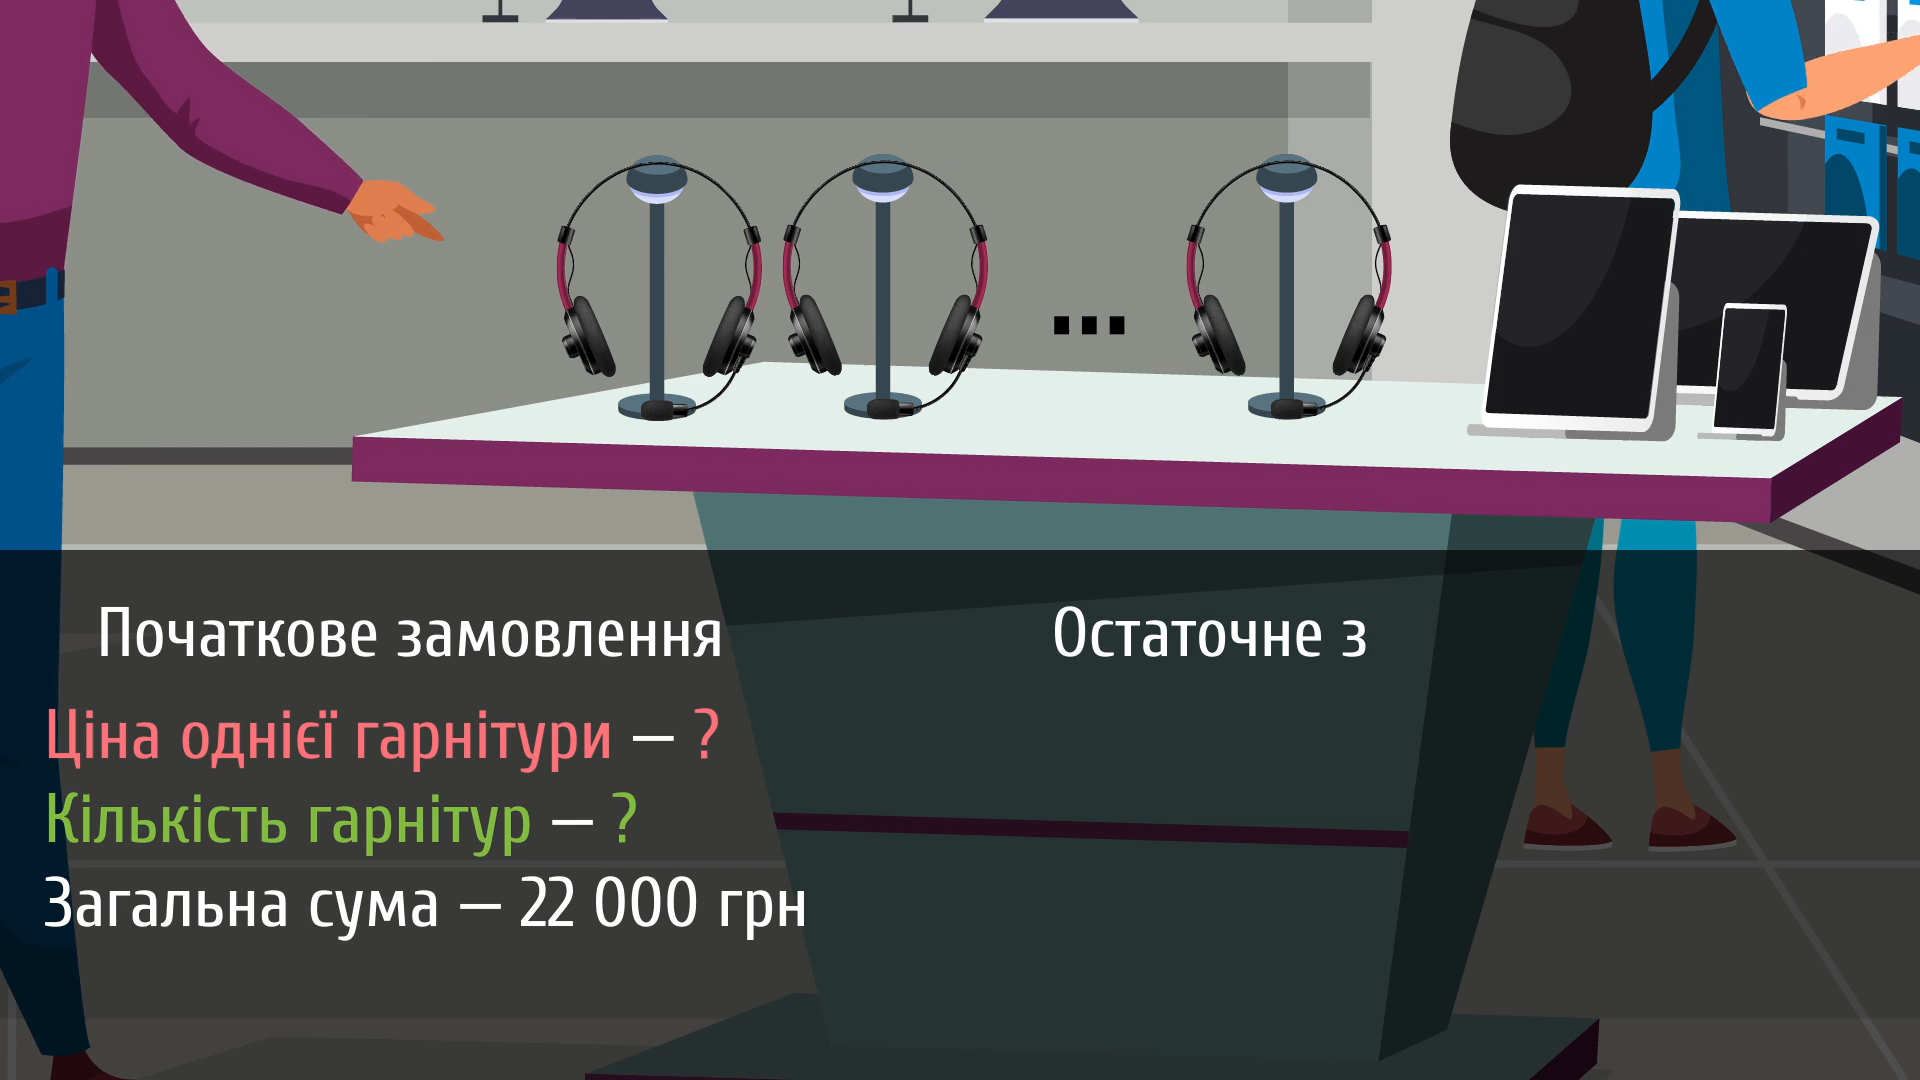 Початкове замовлення
Остаточне з
Ціна однієї гарнітури — ?
Кількість гарнітур — ?
Загальна сума — 22 000 грн